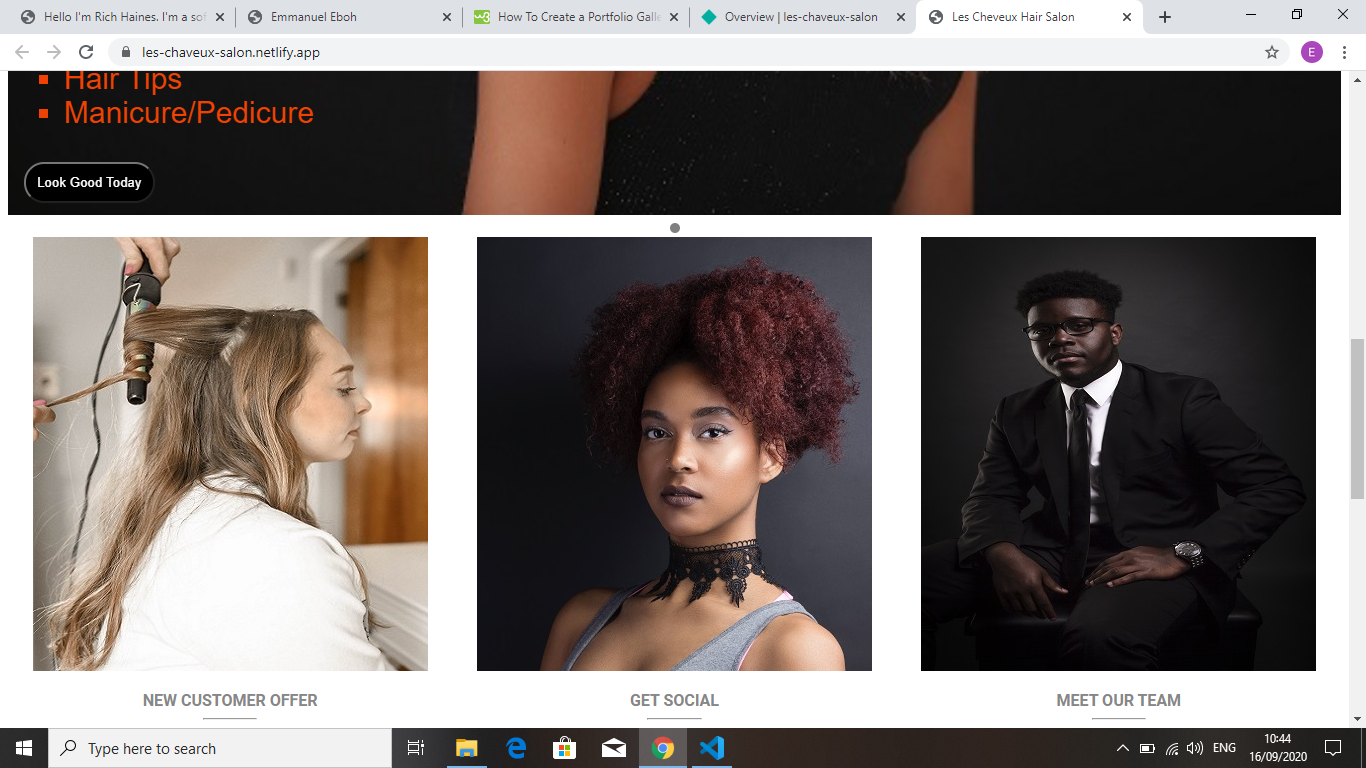 Hello I'm Rich Haines. I'm a sof
Emmanuel Eboh
How To Create a Portfolio Galle
Overview | les-chaveux-salon
Les Cheveux Hair Salon
les-chaveux-salon.netlify.app
E
Hair Tips
Manicure/Pedicure
Look Good Today
NEW CUSTOMER OFFER
GET SOCIAL
MEET OUR TEAM
Type here to search
ENG
10:44
16/09/2020